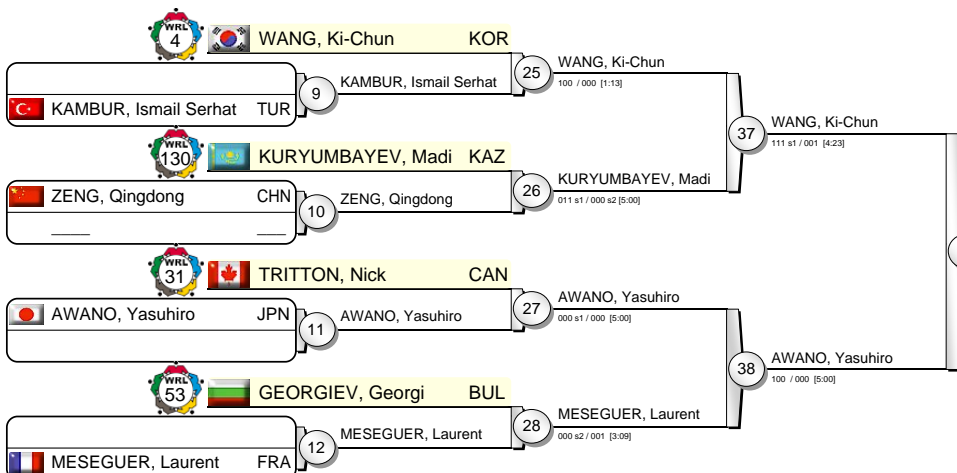 WRL
4
WANG, Ki-Chun KOR
KAMBUR, Ismail Serhat TUR
9
KAMBUR, Ismail Serhat
25
WANG, Ki-Chun
100 / 000 [1:13]
WRL
130
KURYUMBAYEV, Madi KAZ
ZENG, Qingdong CHN
_____ ____
10
ZENG, Qingdong
26
KURYUMBAYEV, Madi
011 s1 / 000 s2 [5:00]
37
WANG, Ki-Chun
111 s1 / 001 [4:23]
WRL
31
TRITTON, Nick CAN
AWANO, Yasuhiro JPN
11
AWANO, Yasuhiro
27
AWANO, Yasuhiro
000 s1 / 000 [5:00]
WRL
53
GEORGIEV, Georgi BUL
MESEGUER, Laurent FRA
12
MESEGUER, Laurent
28
MESEGUER, Laurent
000 s2 / 001 [3:09]
38
AWANO, Yasuhiro
100 / 000 [5:00]